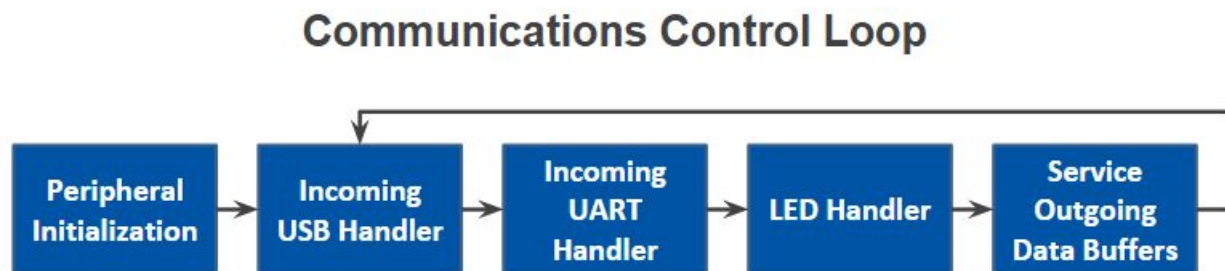 Communications Control Loop
Peripheral
Initialization
Incoming
USB Handler
Incoming
UART
Handler
LED Handler
Service
Outgoing
Data Buffers